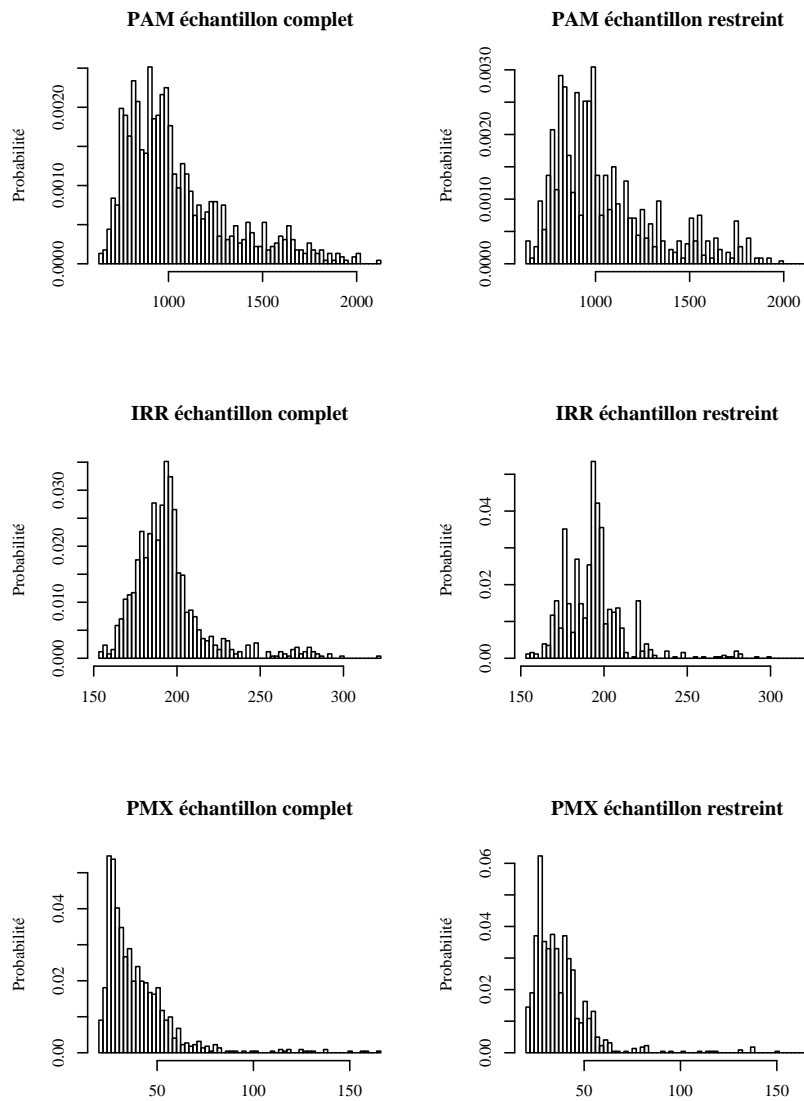 PAM échantillon complet
Probabilité
0.0000 0.0010 0.0020
1000 1500 2000
PAM échantillon restreint
Probabilité
0.0000 0.0010 0.0020 0.0030
1000 1500 2000
IRR échantillon complet
Probabilité
0.000 0.010 0.020 0.030
150 200 250 300
IRR échantillon restreint
Probabilité
0.00 0.02 0.04
150 200 250 300
PMX échantillon complet
Probabilité
0.00 0.02 0.04
50 100 150
PMX échantillon restreint
Probabilité
0.00 0.02 0.04 0.06
50 100 150